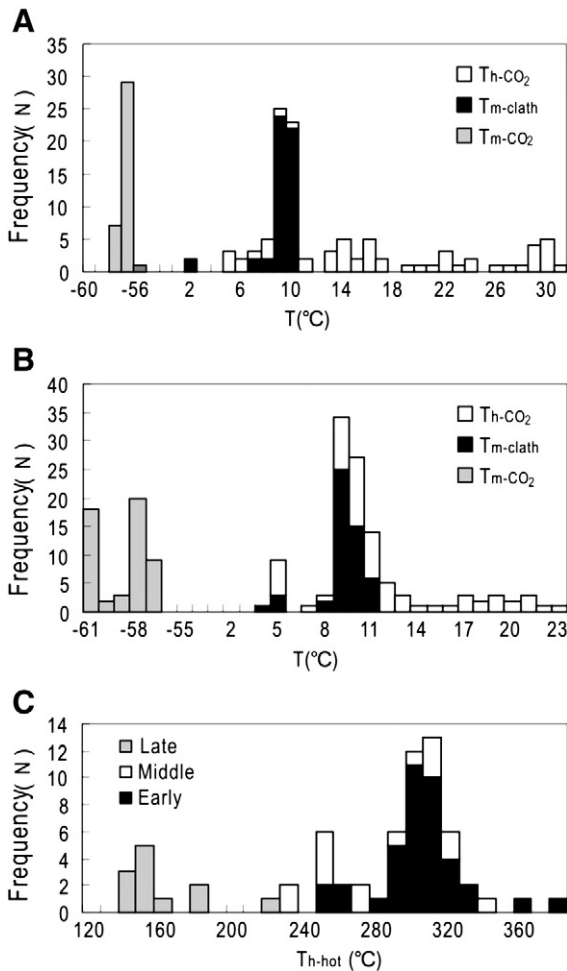 A
Frequency( N )
35
30
25
20
15
10
5
0
Th-CO2
Tm-clath
Tm-CO2
-60 -56 2 6 10 14 18 22 26 30
T(°C)
B
Frequency( N )
40
35
30
25
20
15
10
5
0
Th-CO2
Tm-clath
Tm-CO2
-61 -58 -55 2 5 8 11 14 17 20 23
T(°C)
C
Frequency( N )
14
12
10
8
6
4
2
0
Late
Middle
Early
120 160 200 240 280 320 360
Th-hot (°C)